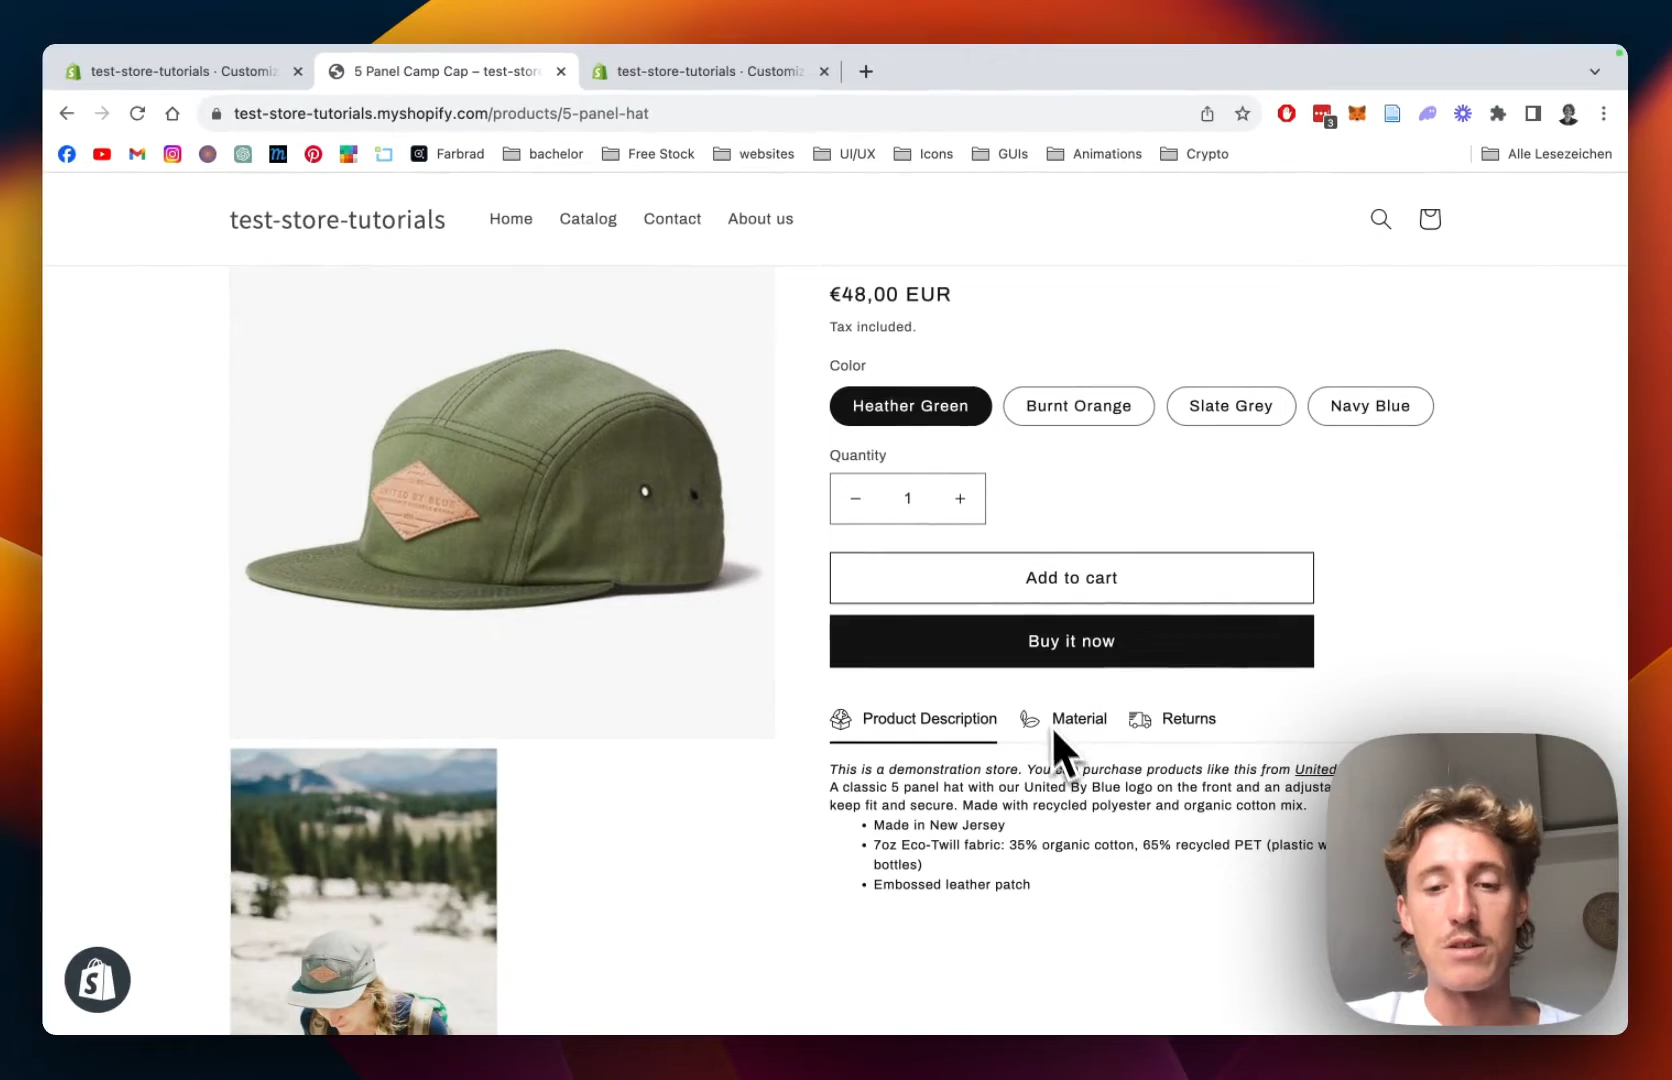 test-store-tutorials · Customiz
5 Panel Camp Cap – test-stor
test-store-tutorials · Customiz
test-store-tutorials.myshopify.com/products/5-panel-hat
3
Farbrad
bachelor
Free Stock
websites
UI/UX
Icons
GUIs
Animations
Crypto
Alle Lesezeichen
test-store-tutorials
Home
Catalog
Contact
About us
€48,00 EUR
Tax included.
Color
Heather Green
Burnt Orange
Slate Grey
Navy Blue
Quantity
− 1 +
Add to cart
Buy it now
Product Description
Material
Returns
This is a demonstration store. You purchase products like this from United
A classic 5 panel hat with our United By Blue logo on the front and an adjusta
keep fit and secure. Made with recycled polyester and organic cotton mix.
• Made in New Jersey
• 7oz Eco-Twill fabric: 35% organic cotton, 65% recycled PET (plastic w
bottles)
• Embossed leather patch
UNITED BY BLUE